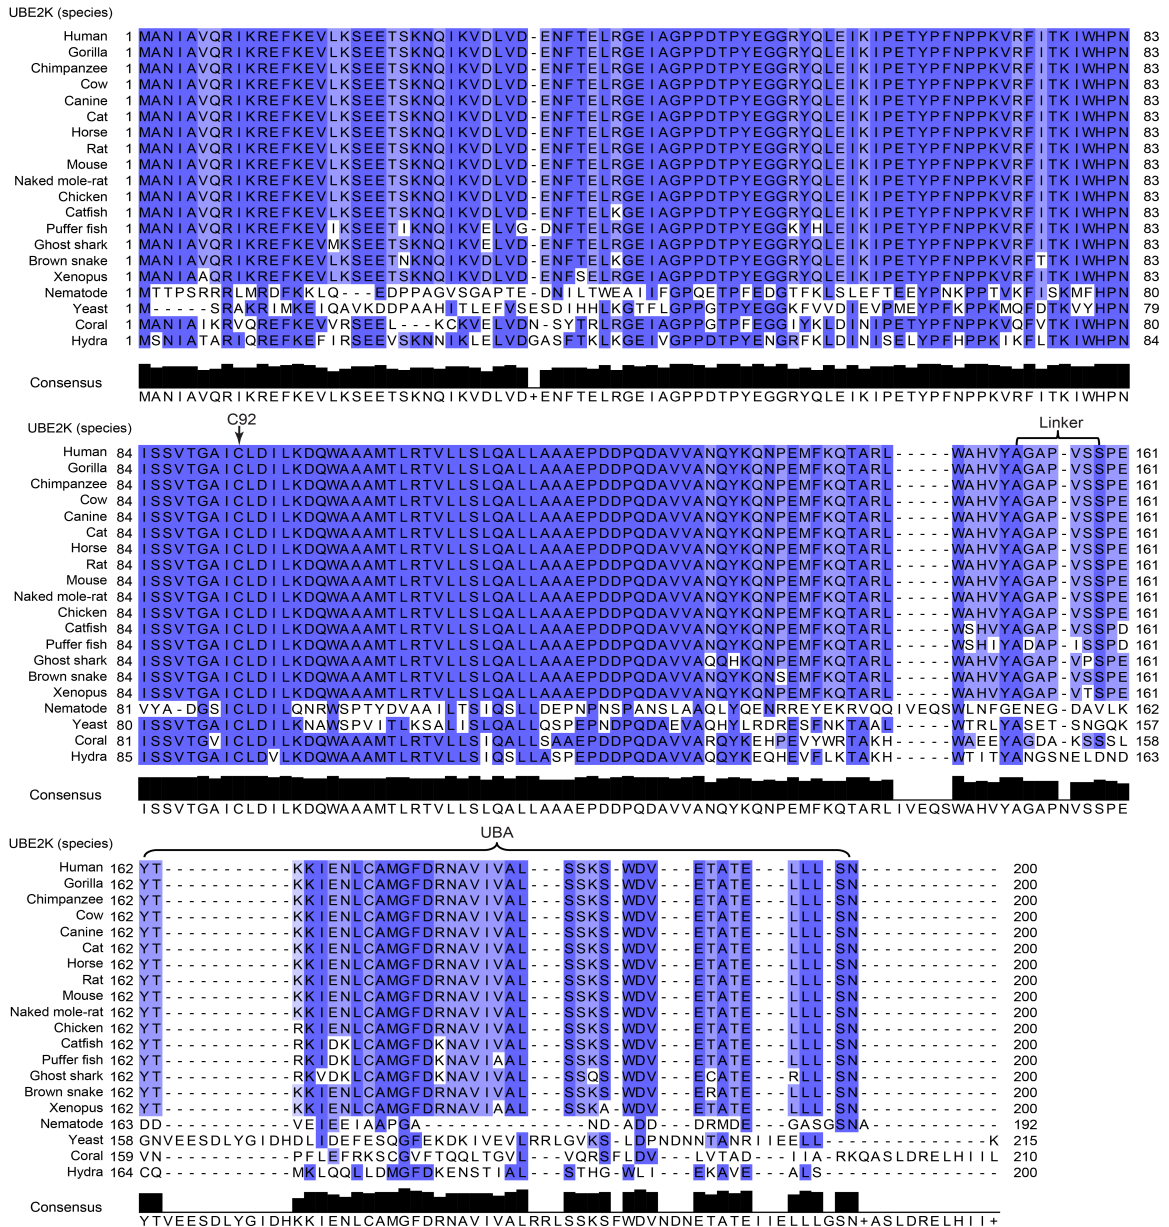 UBE2K (species)
Human 1 MANIAVQRIKREFKEVLKSEETSKNQIKVDLVD-ENFTELRGEIAGPPDTPYEGGRYQLEIKIPETYPFNPPKVRFITKIWHPN 83
Gorilla 1 MANIAVQRIKREFKEVLKSEETSKNQIKVDLVD-ENFTELRGEIAGPPDTPYEGGRYQLEIKIPETYPFNPPKVRFITKIWHPN 83
Chimpanzee 1 MANIAVQRIKREFKEVLKSEETSKNQIKVDLVD-ENFTELRGEIAGPPDTPYEGGRYQLEIKIPETYPFNPPKVRFITKIWHPN 83
Cow 1 MANIAVQRIKREFKEVLKSEETSKNQIKVDLVD-ENFTELRGEIAGPPDTPYEGGRYQLEIKIPETYPFNPPKVRFITKIWHPN 83
Canine 1 MANIAVQRIKREFKEVLKSEETSKNQIKVDLVD-ENFTELRGEIAGPPDTPYEGGRYQLEIKIPETYPFNPPKVRFITKIWHPN 83
Cat 1 MANIAVQRIKREFKEVLKSEETSKNQIKVDLVD-ENFTELRGEIAGPPDTPYEGGRYQLEIKIPETYPFNPPKVRFITKIWHPN 83
Horse 1 MANIAVQRIKREFKEVLKSEETSKNQIKVDLVD-ENFTELRGEIAGPPDTPYEGGRYQLEIKIPETYPFNPPKVRFITKIWHPN 83
Rat 1 MANIAVQRIKREFKEVLKSEETSKNQIKVDLVD-ENFTELRGEIAGPPDTPYEGGRYQLEIKIPETYPFNPPKVRFITKIWHPN 83
Mouse 1 MANIAVQRIKREFKEVLKSEETSKNQIKVDLVD-ENFTELRGEIAGPPDTPYEGGRYQLEIKIPETYPFNPPKVRFITKIWHPN 83
Naked mole-rat 1 MANIAVQRIKREFKEVLKSEETSKNQIKVDLVD-ENFTELRGEIAGPPDTPYEGGRYQLEIKIPETYPFNPPKVRFITKIWHPN 83
Chicken 1 MANIAVQRIKREFKEVLKSEETSKNQIKVDLVD-ENFTELRGEIAGPPDTPYEGGRYQLEIKIPETYPFNPPKVRFITKIWHPN 83
Catfish 1 MANIAVQRIKREFKEVLKSEETSKNQIKVDLVD-ENFTELKGEIAGPPDTPYEGGRYQLEIKIPETYPFNPPKVRFITKIWHPN 83
Puffer fish 1 MANIAVQRIKREFKEVIKSEETIKNQIKVELVG-DNFTELRGEIAGPPDTPYEGGKYHLEIKIPETYPFNPPKVRFITKIWHPN 83
Ghost shark 1 MANIAVQRIKREFKEVMKSEETSKNQIKVELVD-ENFTELRGEIAGPPDTPYEGGRYQLEIKIPETYPFNPPKVRFITKIWHPN 83
Brown snake 1 MANIAVQRIKREFKEVLKSEETNKNQIKVDLVD-ENFTELKGEIAGPPDTPYEGGRYQLEIKIPETYPFNPPKVRFTTKIWHPN 83
Xenopus 1 MANIAAQRIKREFKEVLKSEETSKNQIKVDLVD-ENFSELRGEIAGPPDTPYEGGRYQLEIKIPETYPFNPPKVRFITKIWHPN 83
Nematode 1 MTTPSRRRLMRDFKKLQ---EDPPAGVSGAPTE-DNILTWEAIIFGPQETPFEDGTFKLSLEFTEEYPNKPPTVKFISKMFHPN 80
Yeast 1 M-----SRAKRIMKEIQAVKDDPAAHITLEFVSESDIHHLKGTFLGPPGTPYEGGKFVVDIEVPMEYPFKPPKMQFDTKVYHPN 79
Coral 1 MANIAIKRVQREFKEVVRSEEL---KCKVELVDN-SYTRLRGEIAGPPGTPFEGGIYKLDINIPETYPFNPPKVQFVTKIWHPN 80
Hydra 1 MSNIATARIQREFKEFIRSEEVSKNNIKLELVDGASFTKLKGEIVGPPDTPYENGRFKLDINISELYPFHPPKIKFLTKIWHPN 84
Consensus
MANIAVQRIKREFKEVLKSEETSKNQIKVDLVD+ENFTELRGEIAGPPDTPYEGGRYQLEIKIPETYPFNPPKVRFITKIWHPN
UBE2K (species) C92 Linker
Human 84 ISSVTGAICLDILKDQWAAAMTLRTVLLSLQALLAAAEPDDPQDAVVANQYKQNPEMFKQTARL-----WAHVYAGAP-VSSPE 161
Gorilla 84 ISSVTGAICLDILKDQWAAAMTLRTVLLSLQALLAAAEPDDPQDAVVANQYKQNPEMFKQTARL-----WAHVYAGAP-VSSPE 161
Chimpanzee 84 ISSVTGAICLDILKDQWAAAMTLRTVLLSLQALLAAAEPDDPQDAVVANQYKQNPEMFKQTARL-----WAHVYAGAP-VSSPE 161
Cow 84 ISSVTGAICLDILKDQWAAAMTLRTVLLSLQALLAAAEPDDPQDAVVANQYKQNPEMFKQTARL-----WAHVYAGAP-VSSPE 161
Canine 84 ISSVTGAICLDILKDQWAAAMTLRTVLLSLQALLAAAEPDDPQDAVVANQYKQNPEMFKQTARL-----WAHVYAGAP-VSSPE 161
Cat 84 ISSVTGAICLDILKDQWAAAMTLRTVLLSLQALLAAAEPDDPQDAVVANQYKQNPEMFKQTARL-----WAHVYAGAP-VSSPE 161
Horse 84 ISSVTGAICLDILKDQWAAAMTLRTVLLSLQALLAAAEPDDPQDAVVANQYKQNPEMFKQTARL-----WAHVYAGAP-VSSPE 161
Rat 84 ISSVTGAICLDILKDQWAAAMTLRTVLLSLQALLAAAEPDDPQDAVVANQYKQNPEMFKQTARL-----WAHVYAGAP-VSSPE 161
Mouse 84 ISSVTGAICLDILKDQWAAAMTLRTVLLSLQALLAAAEPDDPQDAVVANQYKQNPEMFKQTARL-----WAHVYAGAP-VSSPE 161
Naked mole-rat 84 ISSVTGAICLDILKDQWAAAMTLRTVLLSLQALLAAAEPDDPQDAVVANQYKQNPEMFKQTARL-----WAHVYAGAP-VSSPE 161
Chicken 84 ISSVTGAICLDILKDQWAAAMTLRTVLLSLQALLAAAEPDDPQDAVVANQYKQNPEMFKQTARL-----WAHVYAGAP-VSSPE 161
Catfish 84 ISSVTGAICLDILKDQWAAAMTLRTVLLSLQALLAAAEPDDPQDAVVANQYKQNPEMFKQTARL-----WSHVYAGAP-VSSPD 161
Puffer fish 84 ISSVTGAICLDILKDQWAAAMTLRTVLLSLQALLAAAEPDDPQDAVVANQYKQNPEMFKQTARL-----WSHIYADAP-ISSPD 161
Ghost shark 84 ISSVTGAICLDILKDQWAAAMTLRTVLLSLQALLAAAEPDDPQDAVVAQQHKQNPEMFKQTARL-----WAHVYAGAP-VPSPE 161
Brown snake 84 ISSVTGAICLDILKDQWAAAMTLRTVLLSLQALLAAAEPDDPQDAVVANQYKQNSEMFKQTARL-----WAHVYAGAP-VSSPE 161
Xenopus 84 ISSVTGAICLDILKDQWAAAMTLRTVLLSLQALLAAAEPDDPQDAVVANQYKQNPEMFKQTARL-----WAHVYAGAP-VTSPE 161
Nematode 81 VYA-DGSICLDILQNRWSPTYDVAAILTSIQSLLDEPNPNSPANSLAAQLYQENRREYEKRVQQIVEQSWLNFGENEG-DAVLK 162
Yeast 80 ISSVTGAICLDILKNAWSPVITLKSALISLQALLQSPEPNDPQDAEVAQHYLRDRESFNKTAAL-----WTRLYASET-SNGQK 157
Coral 81 ISSVTGVICLDILKDQWAAAMTLRTVLLSIQALLSAAEPDDPQDAVVARQYKEHPEVYWRTAKH-----WAEEYAGDA-KSSSL 158
Hydra 85 ISSVTGAICLDVLKDQWAAAMTLRTVLLSIQSLLASPEPDDPQDAVVAQQYKEQHEVFLKTAKH-----WTITYANGSNELDND 163
Consensus
ISSVTGAICLDILKDQWAAAMTLRTVLLSLQALLAAAEPDDPQDAVVANQYKQNPEMFKQTARLIVEQSWAHVYAGAPNVSSPE
UBE2K (species) UBA
Human 162 YT-----------KKIENLCAMGFDRNAVIVAL---SSKS-WDV---ETATE---LLL-SN------------ 200
Gorilla 162 YT-----------KKIENLCAMGFDRNAVIVAL---SSKS-WDV---ETATE---LLL-SN------------ 200
Chimpanzee 162 YT-----------KKIENLCAMGFDRNAVIVAL---SSKS-WDV---ETATE---LLL-SN------------ 200
Cow 162 YT-----------KKIENLCAMGFDRNAVIVAL---SSKS-WDV---ETATE---LLL-SN------------ 200
Canine 162 YT-----------KKIENLCAMGFDRNAVIVAL---SSKS-WDV---ETATE---LLL-SN------------ 200
Cat 162 YT-----------KKIENLCAMGFDRNAVIVAL---SSKS-WDV---ETATE---LLL-SN------------ 200
Horse 162 YT-----------KKIENLCAMGFDRNAVIVAL---SSKS-WDV---ETATE---LLL-SN------------ 200
Rat 162 YT-----------KKIENLCAMGFDRNAVIVAL---SSKS-WDV---ETATE---LLL-SN------------ 200
Mouse 162 YT-----------KKIENLCAMGFDRNAVIVAL---SSKS-WDV---ETATE---LLL-SN------------ 200
Naked mole-rat 162 YT-----------KKIENLCAMGFDRNAVIVAL---SSKS-WDV---ETATE---LLL-SN------------ 200
Chicken 162 YT-----------RKIENLCAMGFDRNAVIVAL---SSKS-WDV---ETATE---LLL-SN------------ 200
Catfish 162 YT-----------RKIDKLCAMGFDKNAVIVAL---SSKS-WDV---ETATE---LLL-SN------------ 200
Puffer fish 162 YT-----------RKIDKLCAMGFDKNAVIAAL---SSKS-WDV---ETATE---LLL-SN------------ 200
Ghost shark 162 YT-----------RKVDKLCAMGFDKNAVIVAL---SSQS-WDV---ECATE---RLL-SN------------ 200
Brown snake 162 YT-----------KKIENLCAMGFDRNAVIVAL---SSKS-WDV---ERATE---LLL-SN------------ 200
Xenopus 162 YT-----------KKIENLCAMGFDRNAVIAAL---SSKA-WDV---ETATE---LLL-SN------------ 200
Nematode 163 DD-----------VEIEEIAAPGA------------ND-ADD---DRMDE---GASGSNA----------- 192
Yeast 158 GNVEESDLYGIDHDLIDEFESQGFEKDKIVEVLRRLGVKS-LDPNDNNTANRIIEELL--------------K 215
Coral 159 VN-----------PFLEFRKSCGVFTQQLTGVL---VQRSFLDV---LVTAD---IIA-RKQASLDRELHIIL 210
Hydra 164 CQ-----------MKLQQLLDMGFDKENSTIAL---STHG-WLI---EKAVE---ALS--------------- 200
Consensus
YTVEESDLYGIDHKKIENLCAMGFDRNAVIVALRRLSSKSFWDVNDNETATEIIELLLGSN+ASLDRELHII+